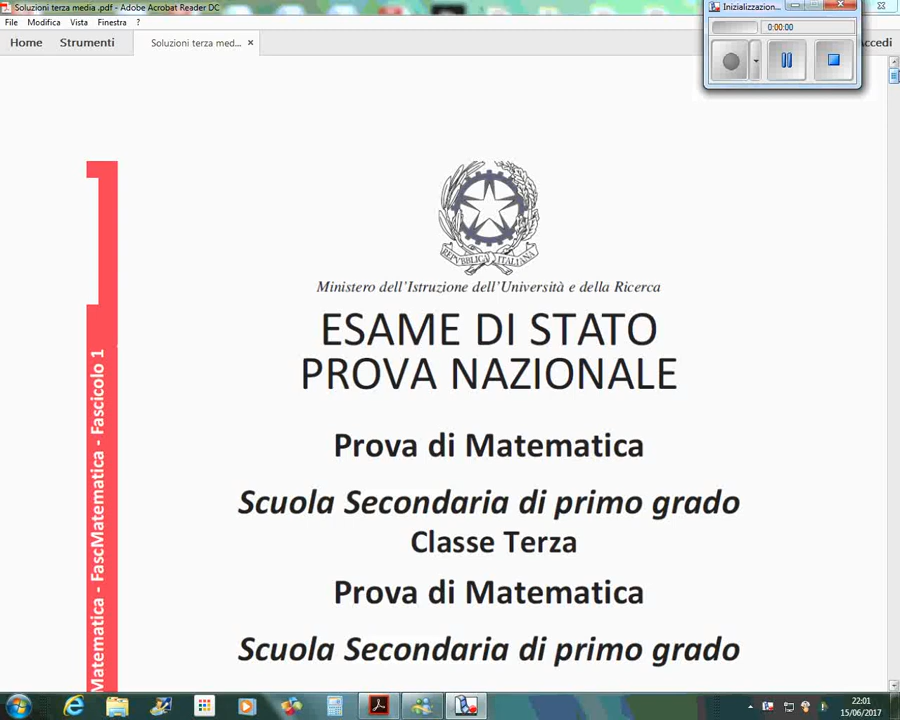 Soluzioni terza media .pdf - Adobe Acrobat Reader DC
Inizializzazion...
File Modifica Vista Finestra ?
0:00:00
Home Strumenti Soluzioni terza med... × Accedi
REPVBBLICA ITALIANA
Ministero dell'Istruzione dell'Università e della Ricerca
ESAME DI STATO
PROVA NAZIONALE
Prova di Matematica
Scuola Secondaria di primo grado
Classe Terza
Prova di Matematica
Scuola Secondaria di primo grado
Matematica - FascMatematica - Fascicolo 1
22:01
15/06/2017